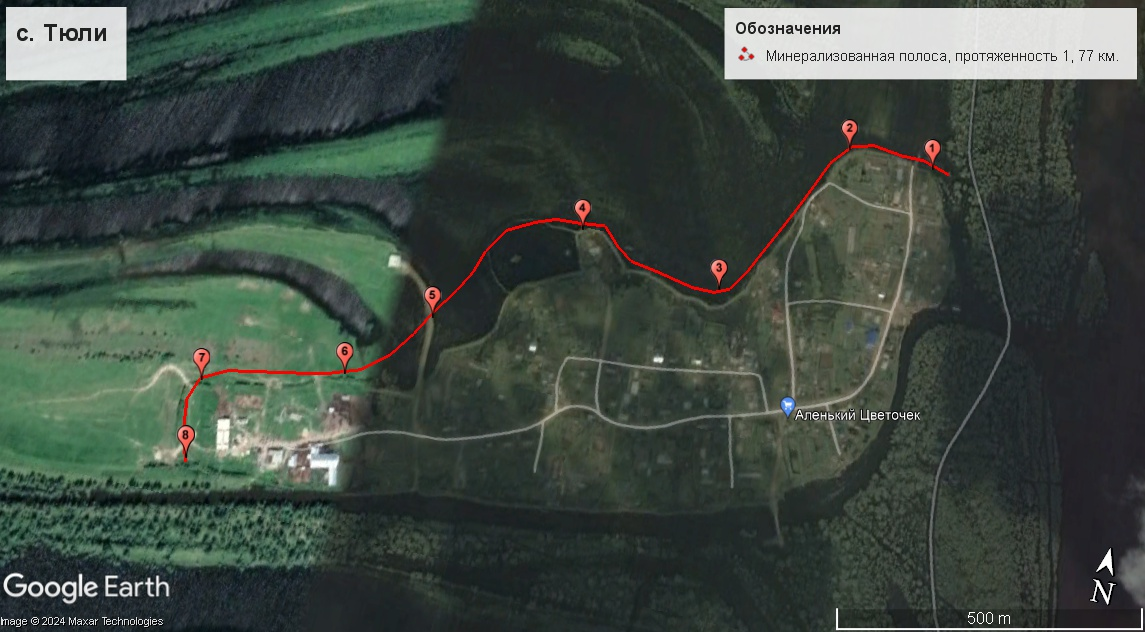 с. Тюли
Обозначения
Минерализованная полоса, протяженность 1, 77 км.
2
1
4
3
5
6
7
8
Аленький Цветочек
Google Earth
Image © 2024 Maxar Technologies
N
500 m